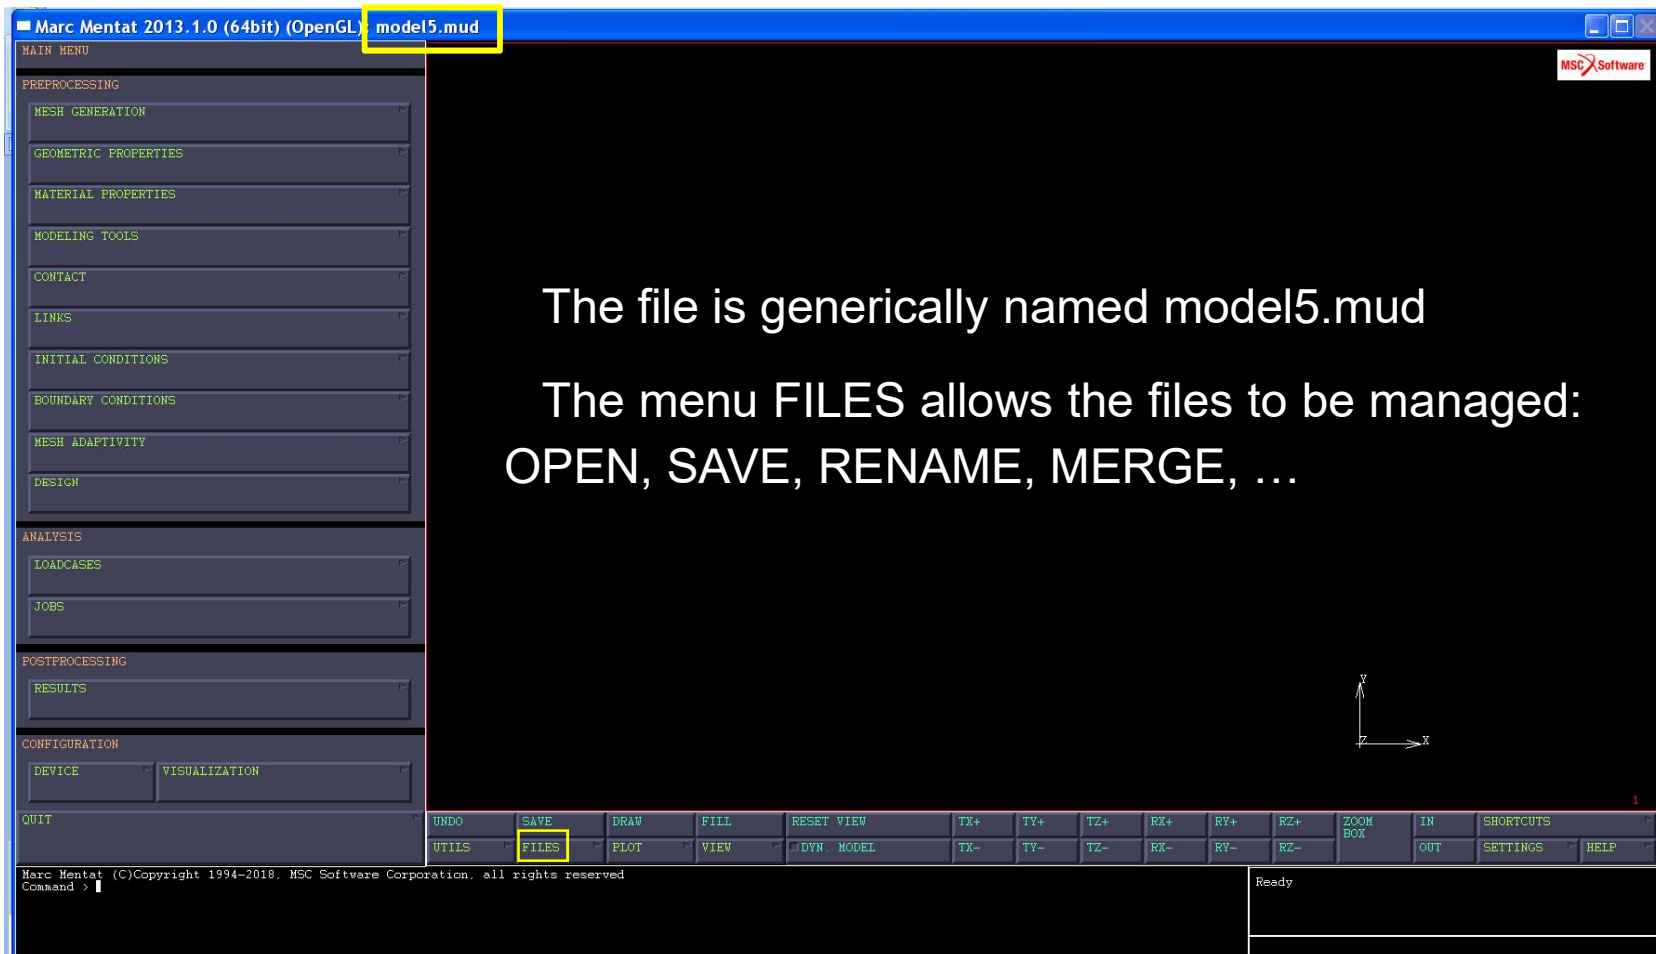 Marc Mentat 2013.1.0 (64bit) (OpenGL): model5.mud
MAIN MENU
MSC Software
PREPROCESSING
MESH GENERATION
GEOMETRIC PROPERTIES
MATERIAL PROPERTIES
MODELING TOOLS
CONTACT
LINKS
INITIAL CONDITIONS
BOUNDARY CONDITIONS
MESH ADAPTIVITY
DESIGN
ANALYSIS
LOADCASES
JOBS
POSTPROCESSING
RESULTS
CONFIGURATION
DEVICE VISUALIZATION
QUIT
The file is generically named model5.mud
The menu FILES allows the files to be managed:
OPEN, SAVE, RENAME, MERGE, …
Y
Z X
1
UNDO SAVE DRAW FILL RESET VIEW TX+ TY+ TZ+ RX+ RY+ RZ+ ZOOM BOX IN SHORTCUTS
UTILS FILES PLOT VIEW DYN. MODEL TX- TY- TZ- RX- RY- RZ- OUT SETTINGS HELP
Marc Mentat (C)Copyright 1994-2018, MSC Software Corporation, all rights reserved
Command >
Ready